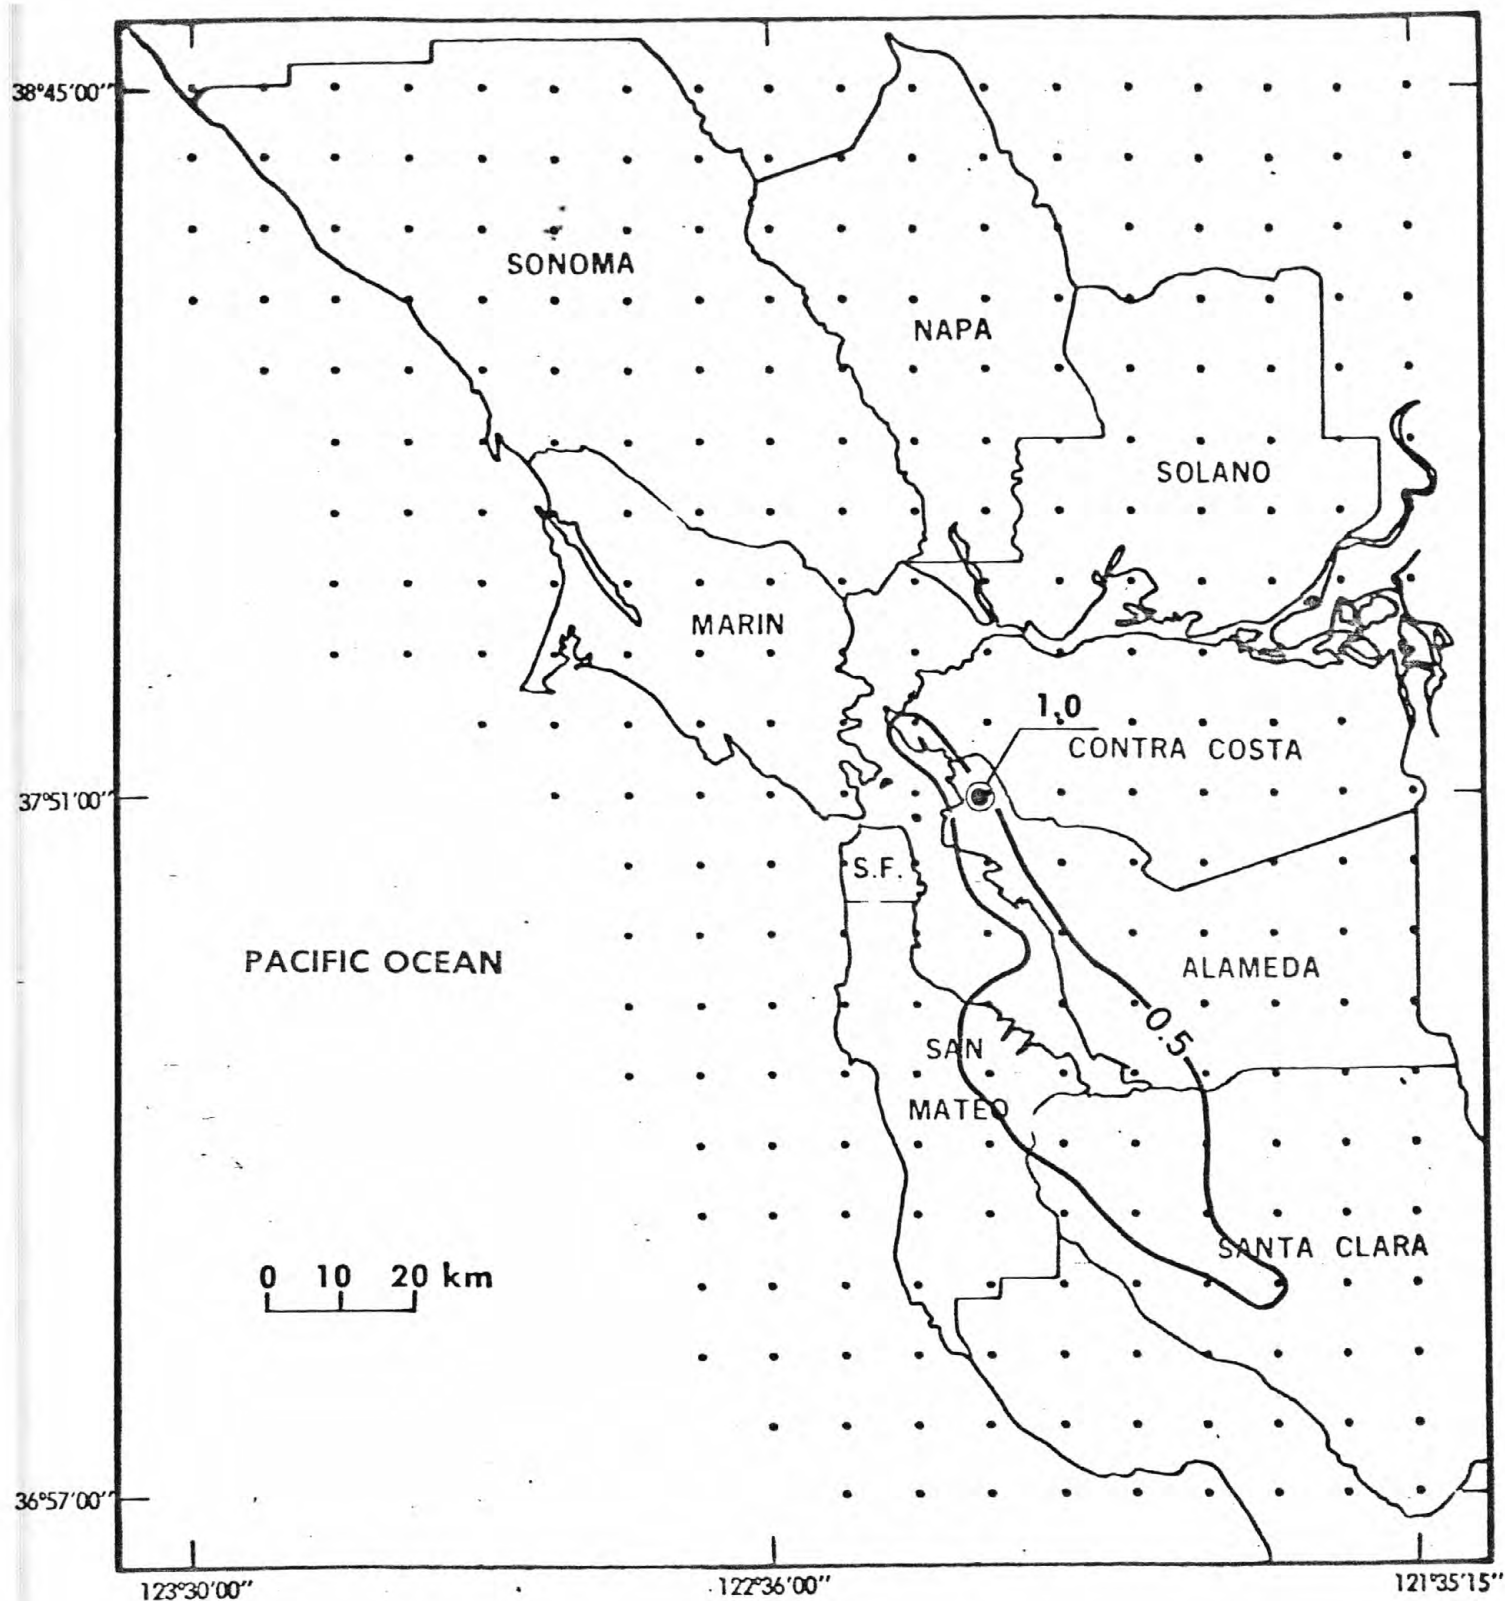 38°45'00"
SONOMA
NAPA
SOLANO
MARIN
1.0
CONTRA COSTA
37°51'00"
S.F.
PACIFIC OCEAN
ALAMEDA
0.5
SAN
MATEO
SANTA CLARA
0 10 20 km
36°57'00"
123°30'00" 122°36'00" 121°35'15"